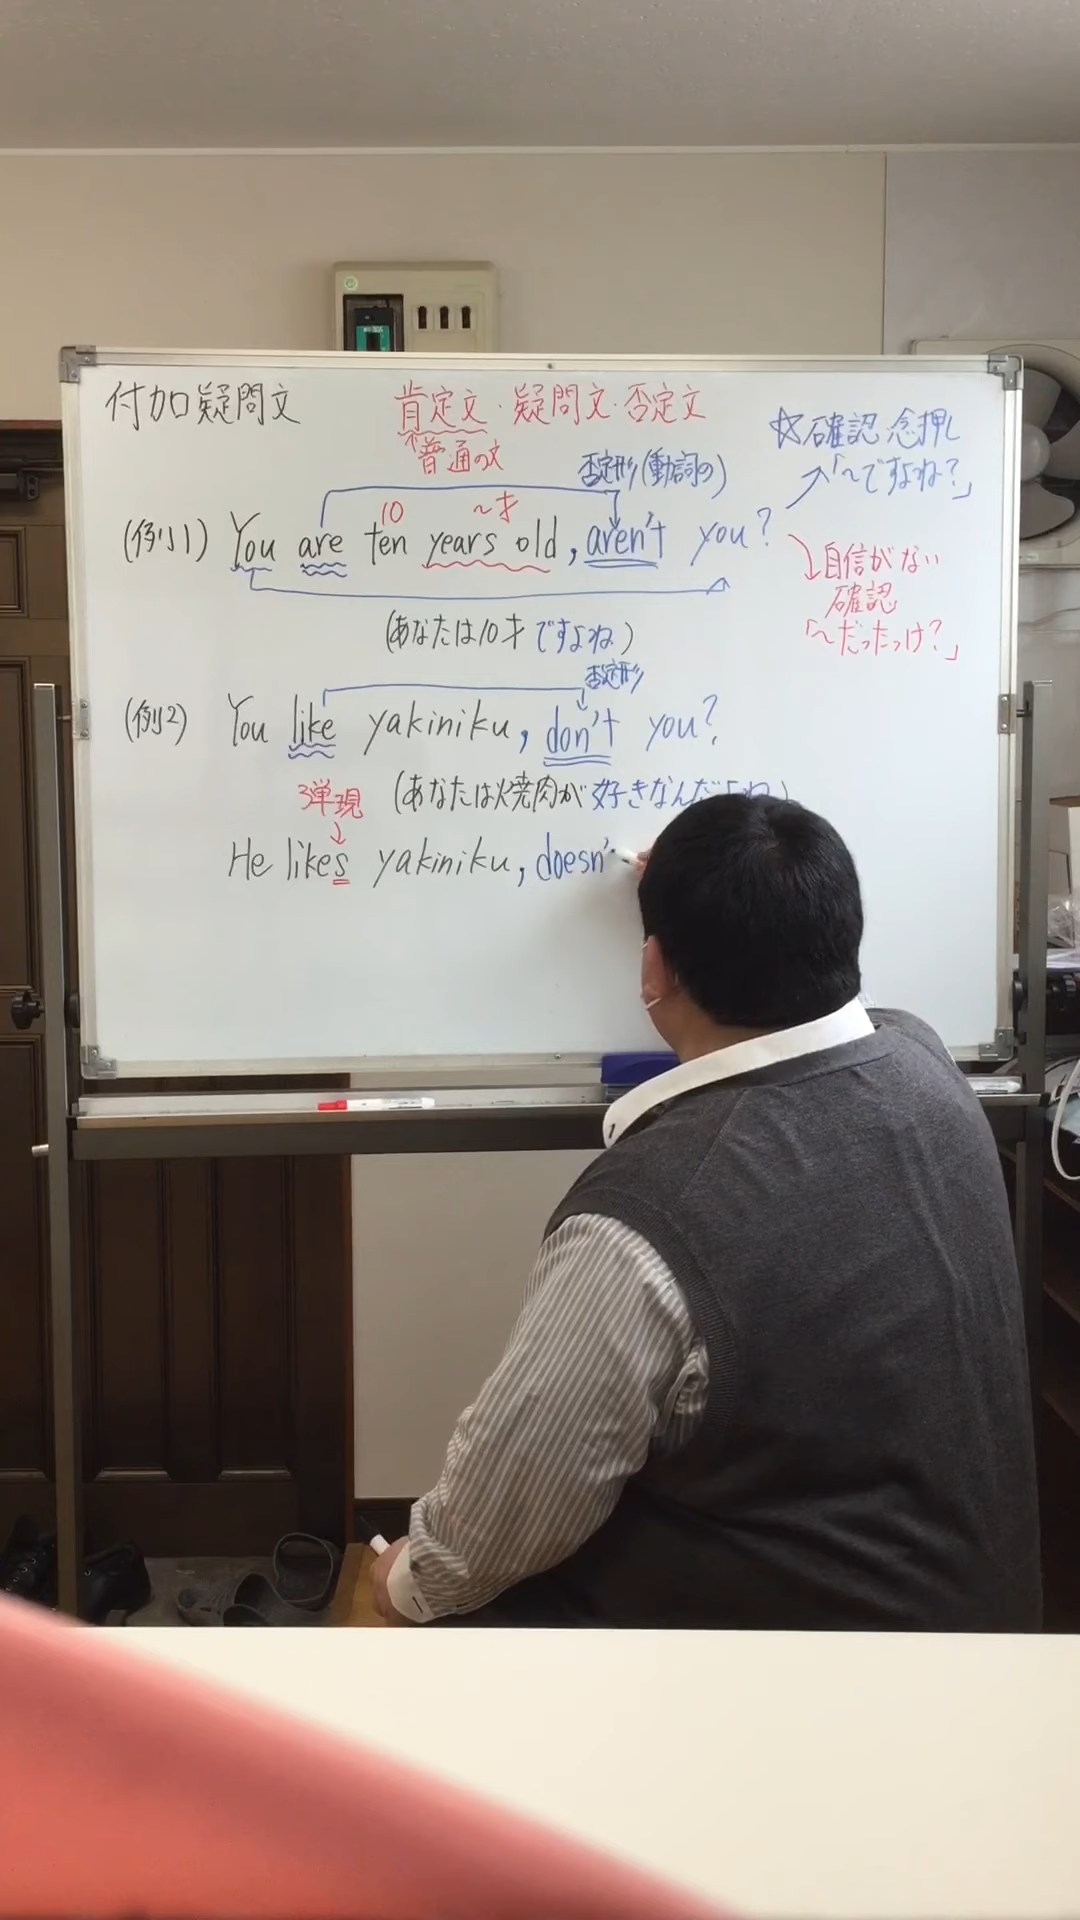 付加疑問文
肯定文・疑問文・否定文
普通の文
☆確認 念押し
「～ですよね?」
否定形(動詞の)
10 ～才
(例1) You are ten years old, aren't you?
自信がない
確認
「～だったっけ?」
(あなたは10才ですよね)
否定形
(例2) You like yakiniku, don't you?
3単現
(あなたは焼肉が好きなんだよね)
He likes yakiniku, doesn'